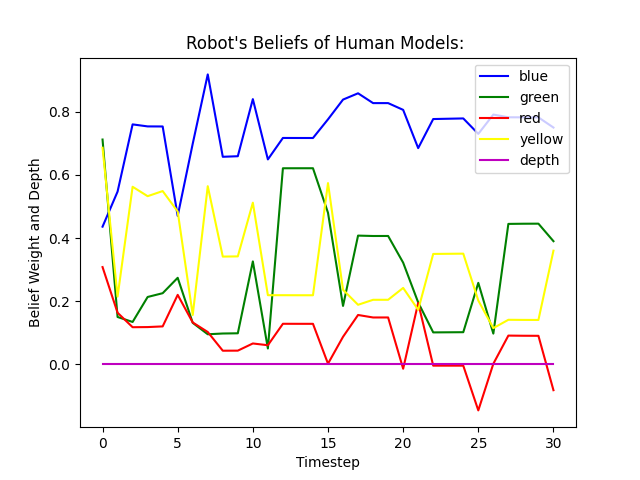 Robot's Beliefs of Human Models:
blue
green
red
yellow
depth
Belief Weight and Depth
0.8
0.6
0.4
0.2
0.0
0 5 10 15 20 25 30
Timestep